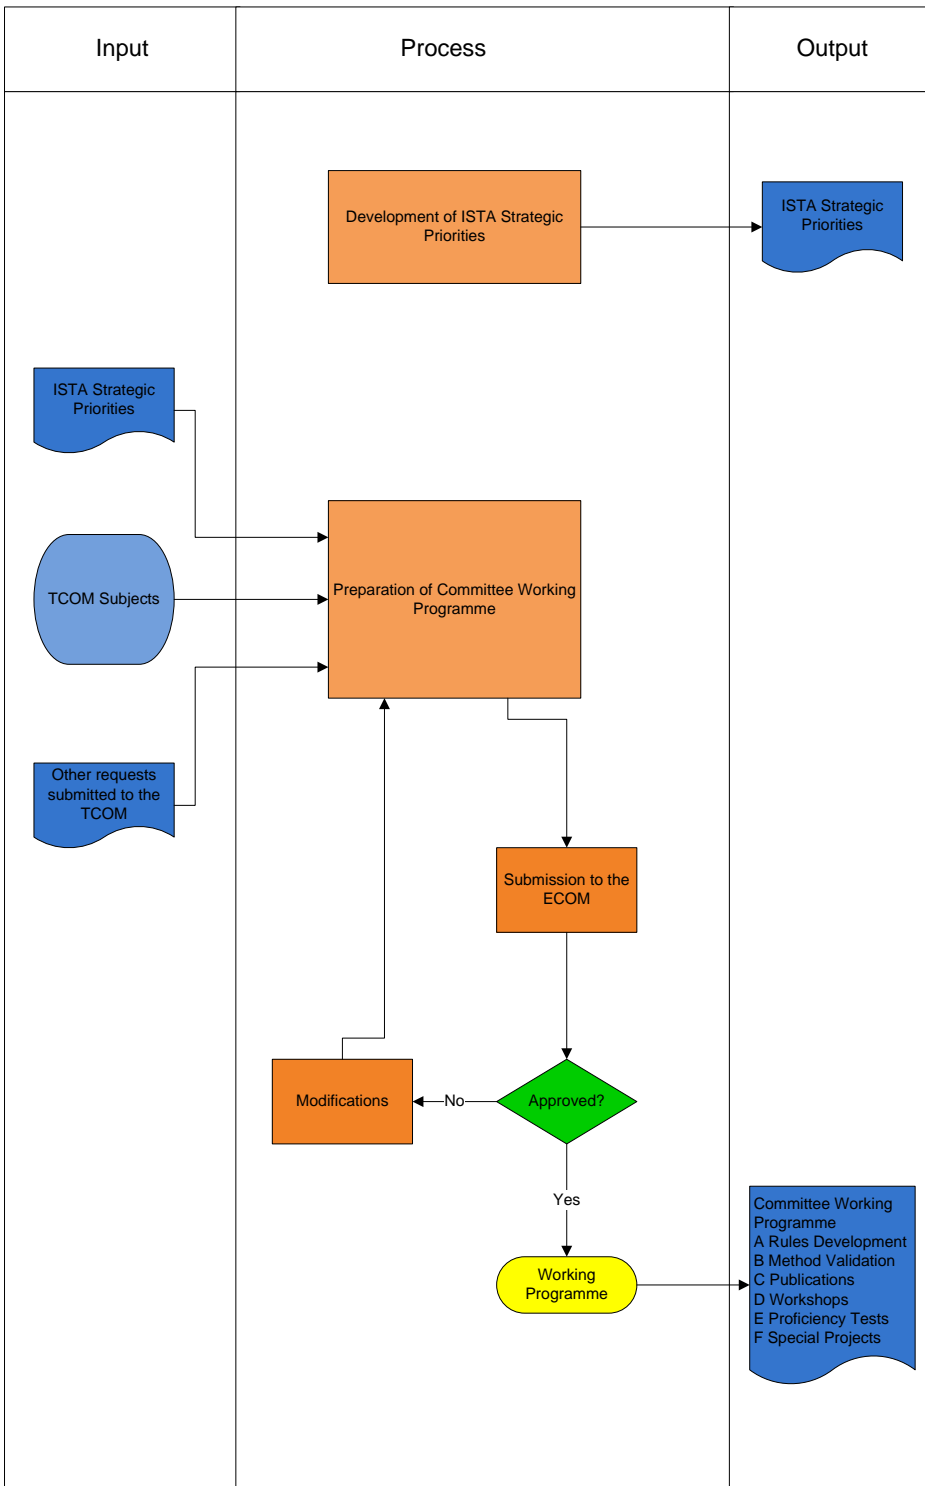 Input
Process
Output
Development of ISTA Strategic
Priorities
ISTA Strategic
Priorities
ISTA Strategic
Priorities
TCOM Subjects
Preparation of Committee Working
Programme
Other requests
submitted to the
TCOM
Submission to the
ECOM
Modifications
No
Approved?
Yes
Working
Programme
Committee Working
Programme
A Rules Development
B Method Validation
C Publications
D Workshops
E Proficiency Tests
F Special Projects